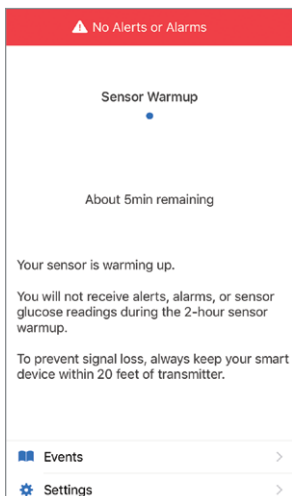 No Alerts or Alarms
Sensor Warmup
About 5min remaining
Your sensor is warming up.
You will not receive alerts, alarms, or sensor
glucose readings during the 2-hour sensor
warmup.
To prevent signal loss, always keep your smart
device within 20 feet of transmitter.
Events
Settings